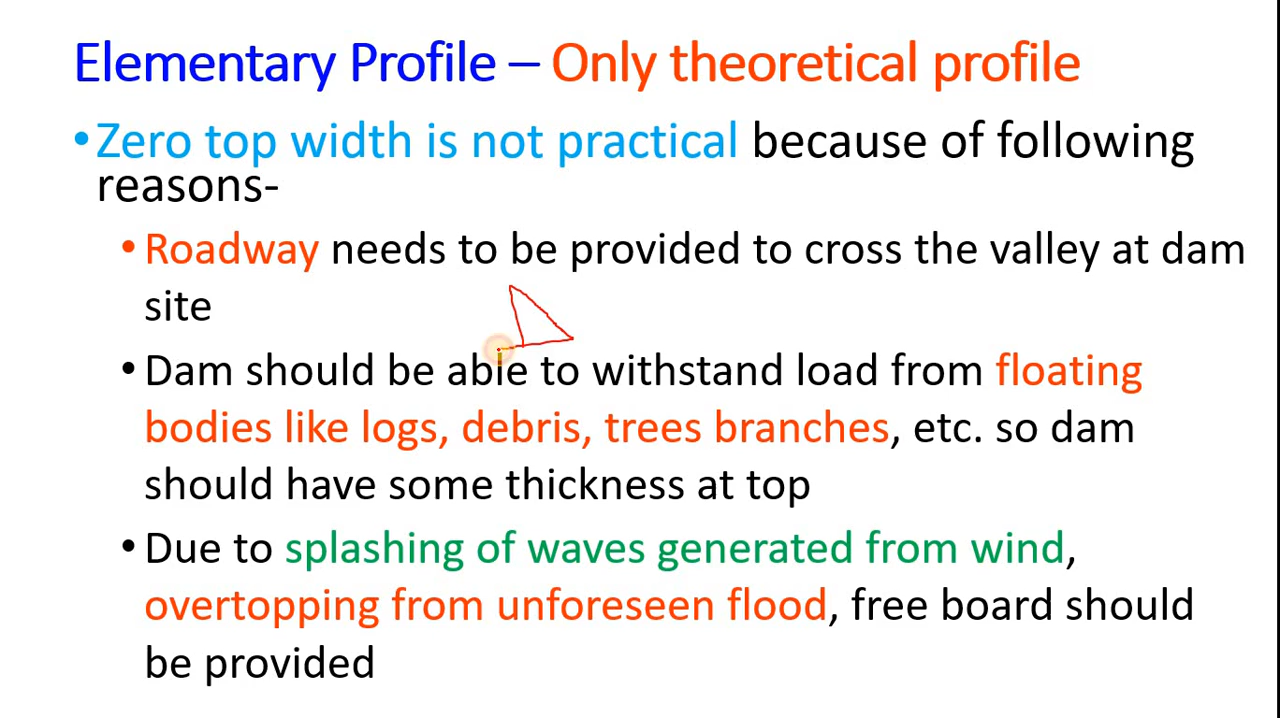 Elementary Profile – Only theoretical profile
•Zero top width is not practical because of following
reasons-
•Roadway needs to be provided to cross the valley at dam
site
•Dam should be able to withstand load from floating
bodies like logs, debris, trees branches, etc. so dam
should have some thickness at top
•Due to splashing of waves generated from wind,
overtopping from unforeseen flood, free board should
be provided